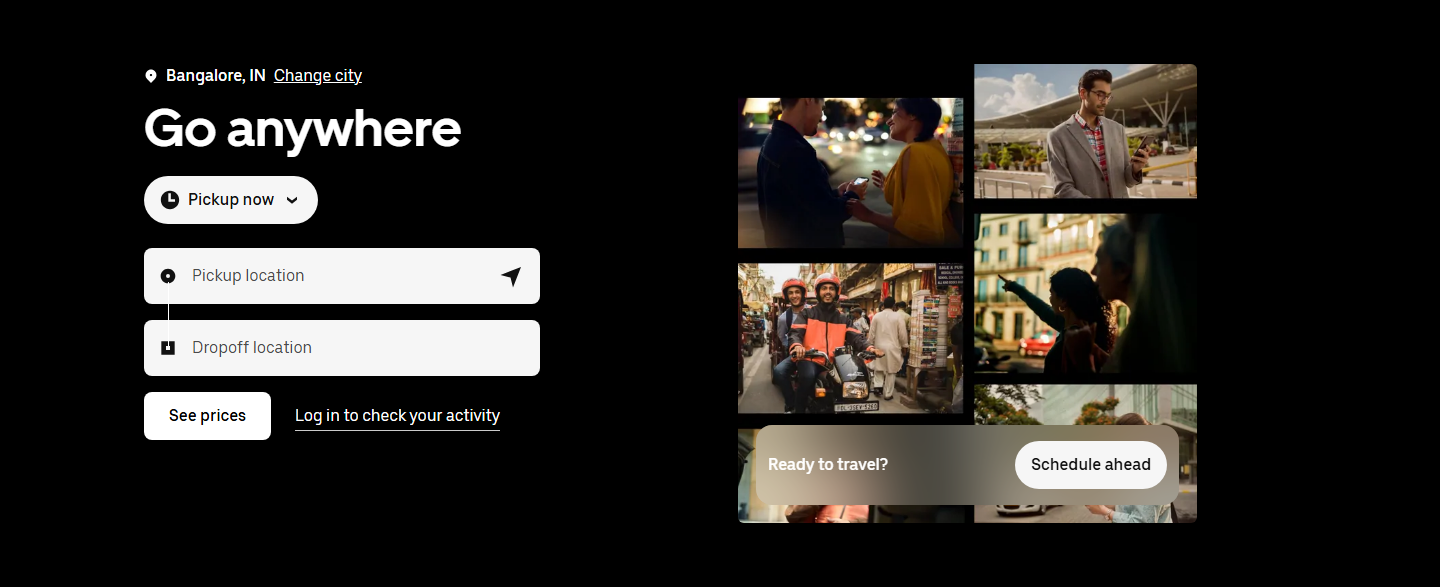 Bangalore, IN Change city
Go anywhere
Pickup now
Pickup location
Dropoff location
See prices Log in to check your activity
Ready to travel?
Schedule ahead